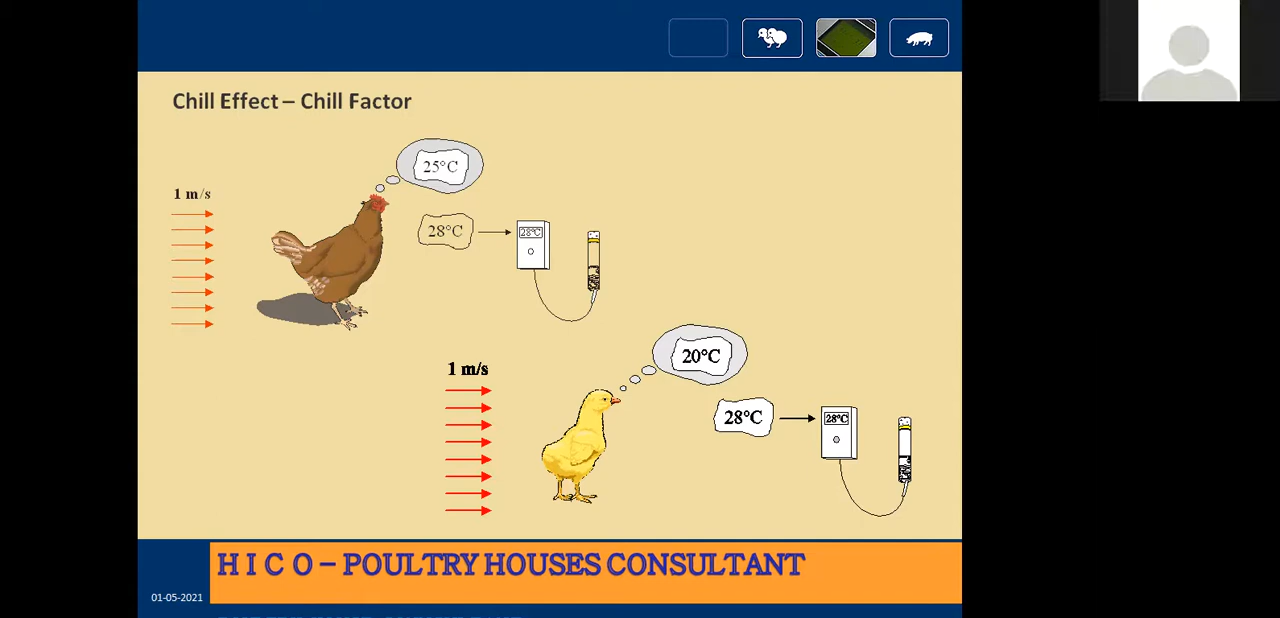 Chill Effect – Chill Factor
25°C
1 m/s
28°C
28°C
20°C
1 m/s
28°C
28°C
H I C O – POULTRY HOUSES CONSULTANT
01-05-2021